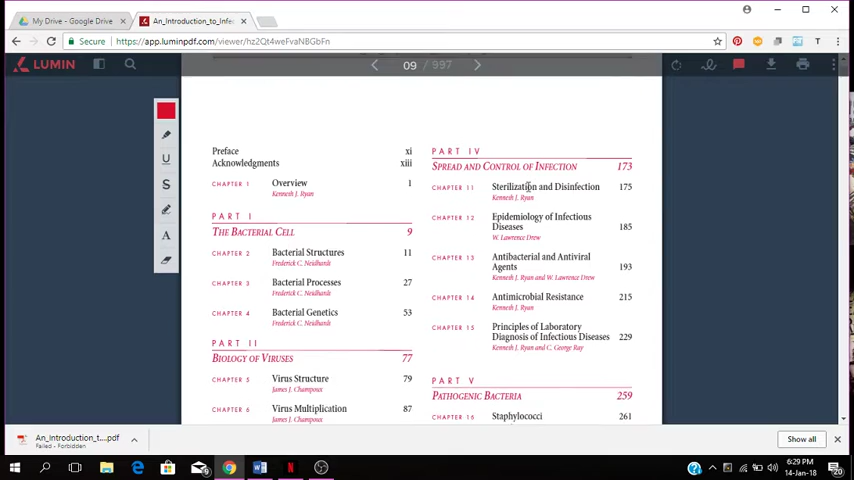 My Drive - Google Drive
An_Introduction_to_Infec
Secure
https://app.luminpdf.com/viewer/hz2Qt4weFvaNBGbFn
LUMIN
09 / 997
Preface xi
Acknowledgments xiii
CHAPTER 1 Overview 1
Kenneth J. Ryan
PART I
THE BACTERIAL CELL 9
CHAPTER 2 Bacterial Structures 11
Frederick C. Neidhardt
CHAPTER 3 Bacterial Processes 27
Frederick C. Neidhardt
CHAPTER 4 Bacterial Genetics 53
Frederick C. Neidhardt
PART II
BIOLOGY OF VIRUSES 77
CHAPTER 5 Virus Structure 79
James J. Champoux
CHAPTER 6 Virus Multiplication 87
James J. Champoux
PART IV
SPREAD AND CONTROL OF INFECTION 173
CHAPTER 11 Sterilization and Disinfection 175
Kenneth J. Ryan
CHAPTER 12 Epidemiology of Infectious
Diseases 185
W. Lawrence Drew
CHAPTER 13 Antibacterial and Antiviral
Agents 193
Kenneth J. Ryan and W. Lawrence Drew
CHAPTER 14 Antimicrobial Resistance 215
Kenneth J. Ryan
CHAPTER 15 Principles of Laboratory
Diagnosis of Infectious Diseases 229
Kenneth J. Ryan and C. George Ray
PART V
PATHOGENIC BACTERIA 259
CHAPTER 16 Staphylococci 261
An_Introduction_t....pdf
Failed - Forbidden
Show all
6:29 PM
14-Jan-18
20